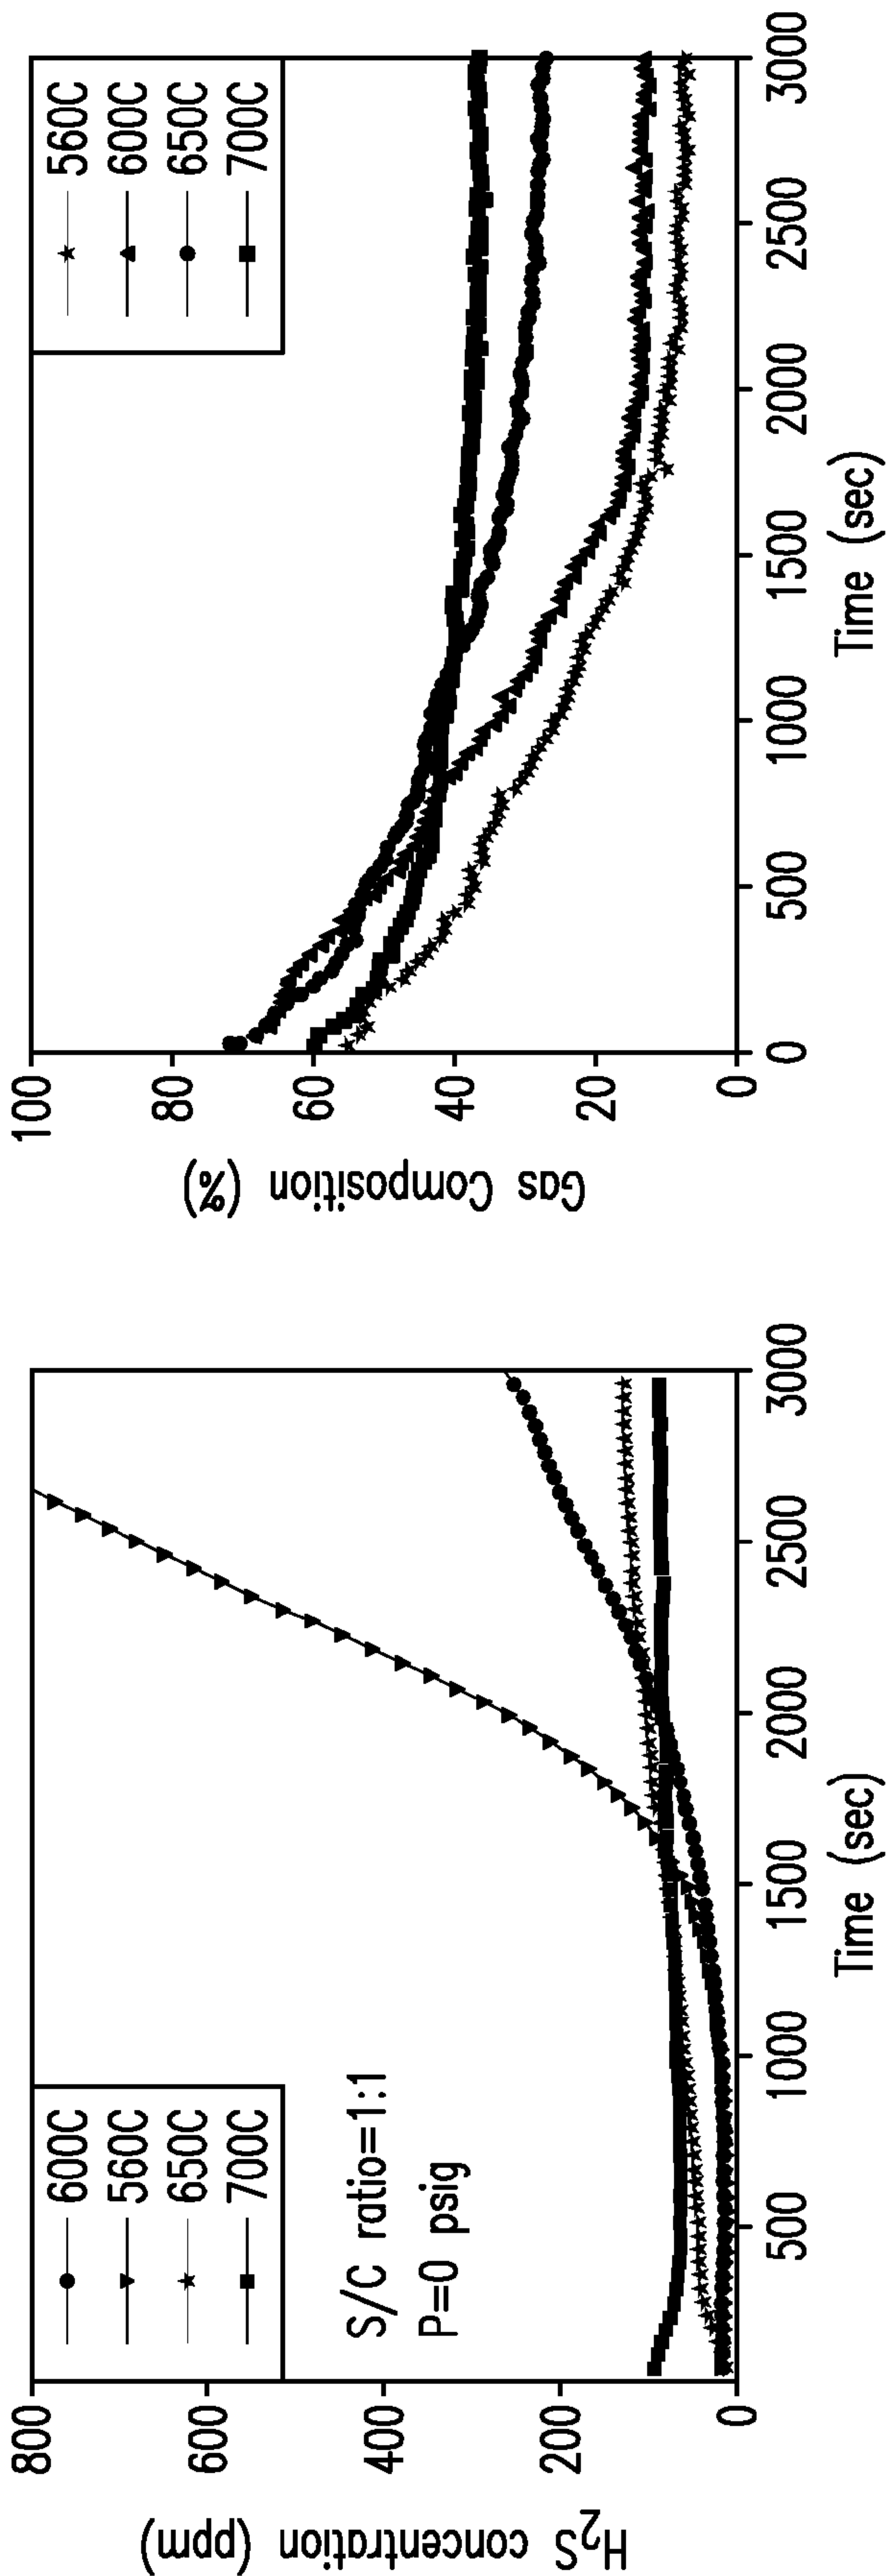 H2S concentration (ppm)
800
600
400
200
0
600C
560C
650C
700C
S/C ratio=1:1
P=0 psig
500
1000
1500
2000
2500
3000
Time (sec)
Gas Composition (%)
100
80
60
40
20
0
560C
600C
650C
700C
0
500
1000
1500
2000
2500
3000
Time (sec)